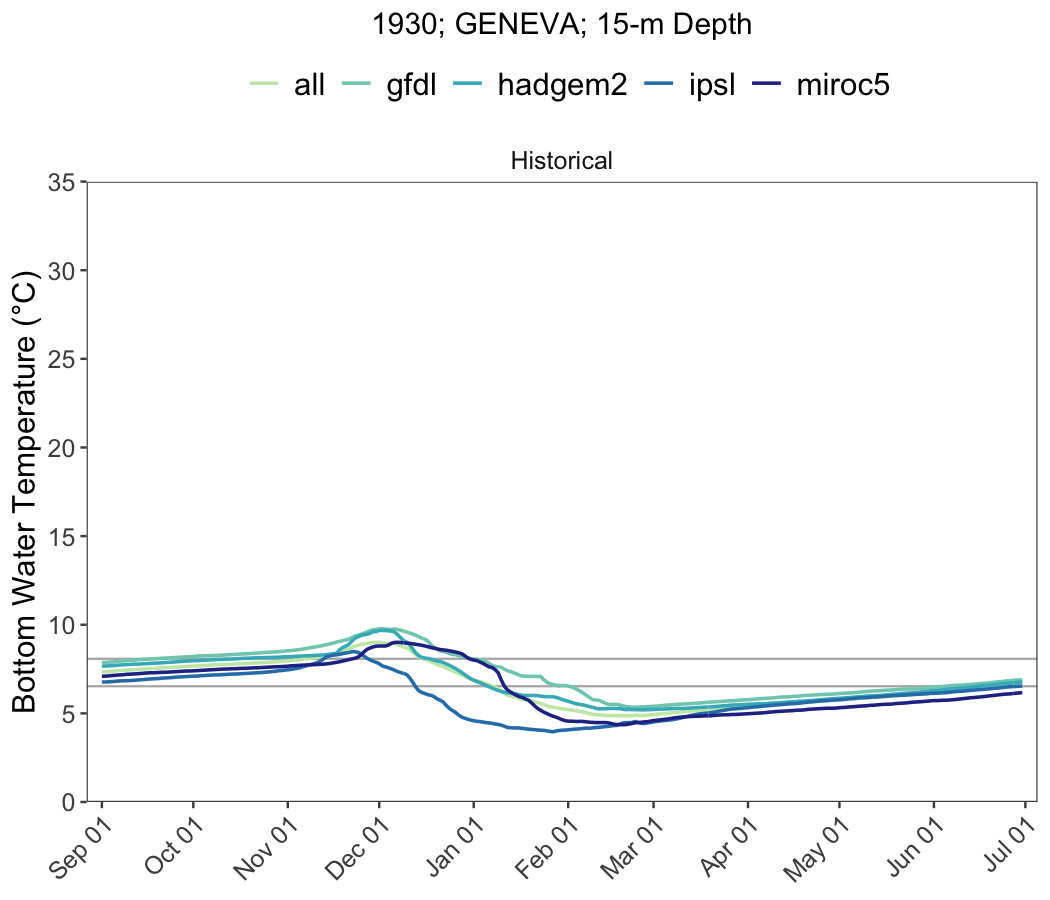 1930; GENEVA; 15-m Depth
all gfdl hadgem2 ipsl miroc5
Historical
Bottom Water Temperature (°C)
35
30
25
20
15
10
5
0
Sep 01 Oct 01 Nov 01 Dec 01 Jan 01 Feb 01 Mar 01 Apr 01 May 01 Jun 01 Jul 01